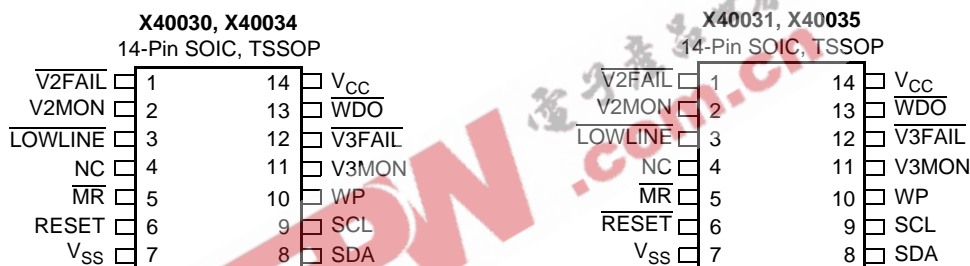 X40030, X40034
14-Pin SOIC, TSSOP
V2FAIL 1 14 VCC
V2MON 2 13 WDO
LOWLINE 3 12 V3FAIL
NC 4 11 V3MON
MR 5 10 WP
RESET 6 9 SCL
VSS 7 8 SDA
X40031, X40035
14-Pin SOIC, TSSOP
V2FAIL 1 14 VCC
V2MON 2 13 WDO
LOWLINE 3 12 V3FAIL
NC 4 11 V3MON
MR 5 10 WP
RESET 6 9 SCL
VSS 7 8 SDA
.com.cn